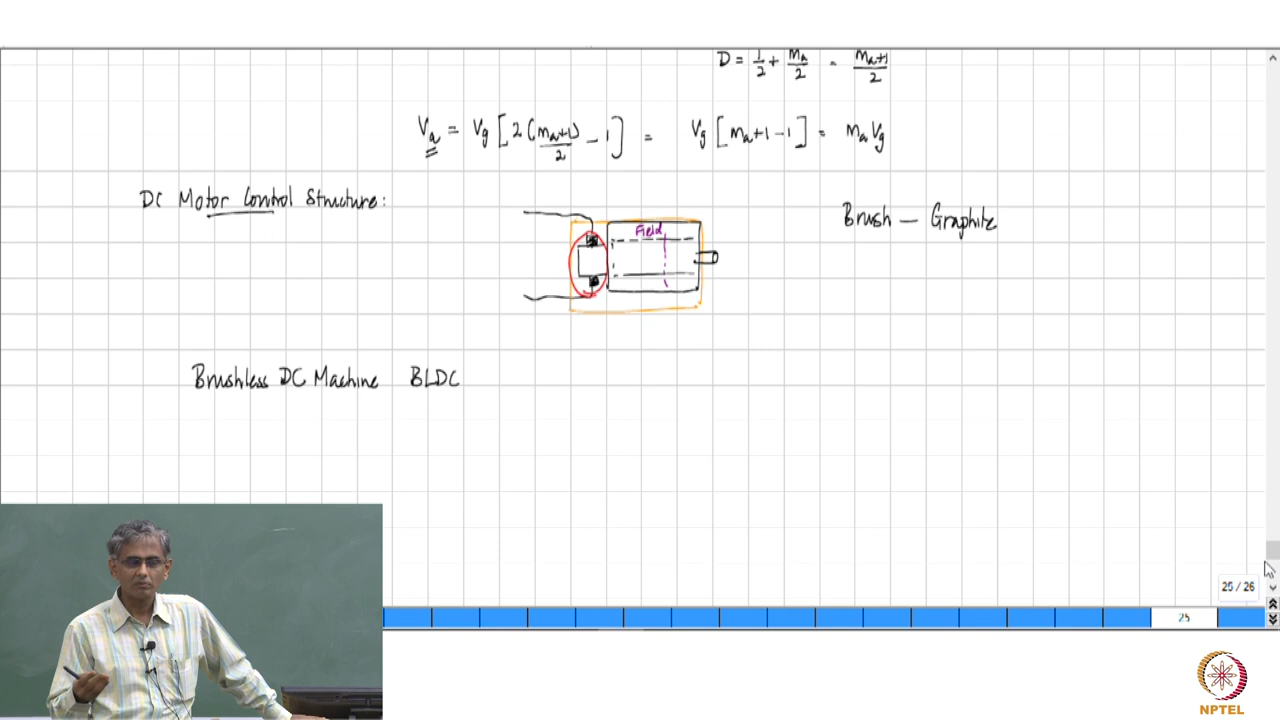 D = 1/2 + ma/2 = ma+1/2
Va = Vg [2 (ma+1)/2 - 1] = Vg [ma+1-1] = ma Vg
DC Motor Control Structure:
Field
Brush — Graphite
Brushless DC Machine BLDC
25 / 26
25
NPTEL